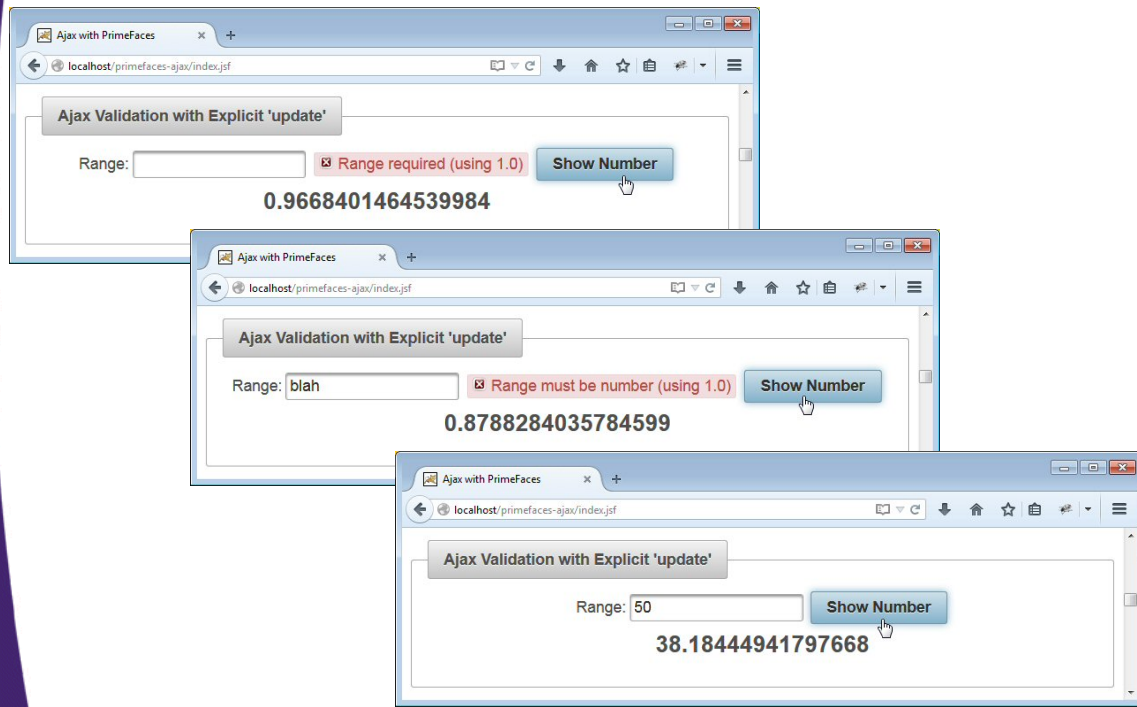 Ajax with PrimeFaces
localhost/primefaces-ajax/index.jsf
Ajax Validation with Explicit 'update'
Range: Range required (using 1.0) Show Number
0.9668401464539984
Ajax with PrimeFaces
localhost/primefaces-ajax/index.jsf
Ajax Validation with Explicit 'update'
Range: blah Range must be number (using 1.0) Show Number
0.8788284035784599
Ajax with PrimeFaces
localhost/primefaces-ajax/index.jsf
Ajax Validation with Explicit 'update'
Range: 50 Show Number
38.18444941797668